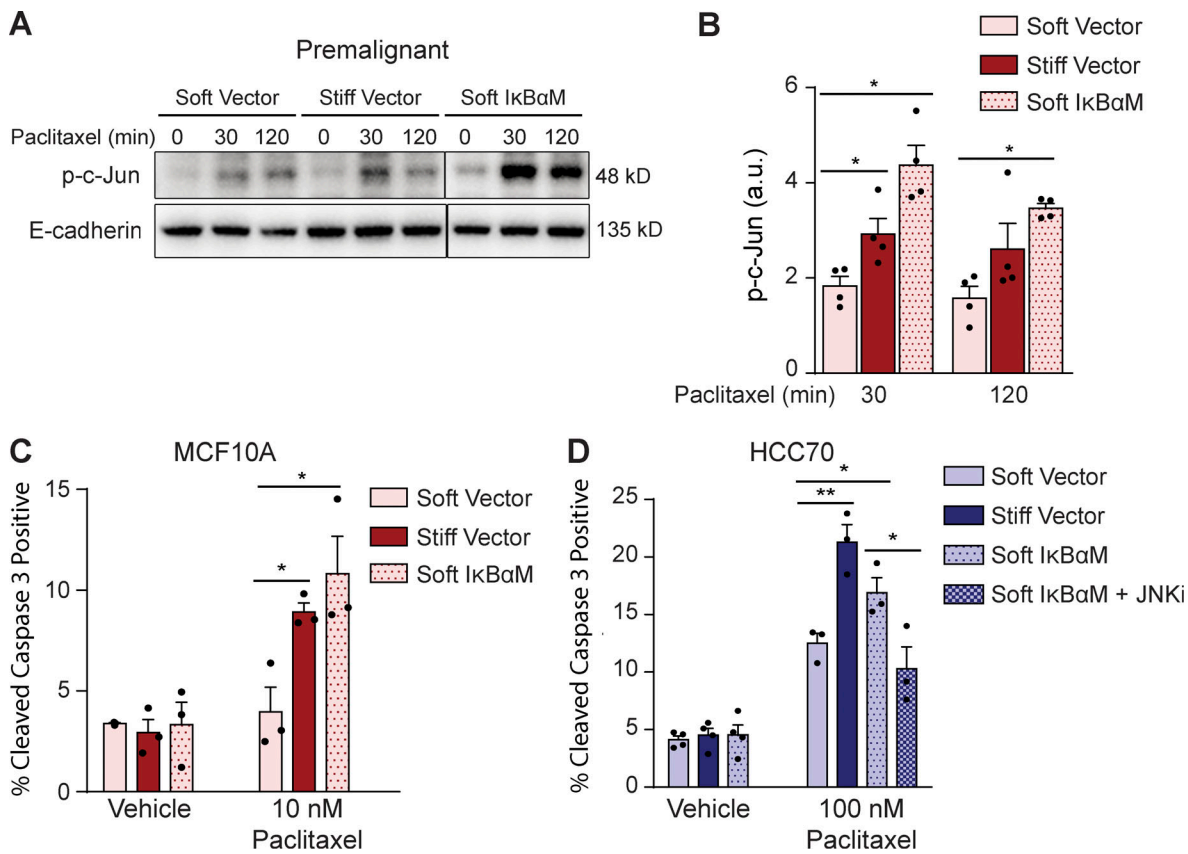 A
Premalignant
Soft Vector Stiff Vector Soft IκBαM
Paclitaxel (min) 0 30 120 0 30 120 0 30 120
p-c-Jun 48 kD
E-cadherin 135 kD
B
Soft Vector
Stiff Vector
Soft IκBαM
p-c-Jun (a.u.)
6
4
2
0
* * *
Paclitaxel (min) 30 120
C
MCF10A
% Cleaved Caspase 3 Positive
15
10
5
0
* *
Soft Vector
Stiff Vector
Soft IκBαM
Vehicle 10 nM
Paclitaxel
D
HCC70
% Cleaved Caspase 3 Positive
25
20
15
10
5
0
* ** *
Soft Vector
Stiff Vector
Soft IκBαM
Soft IκBαM + JNKi
Vehicle 100 nM
Paclitaxel